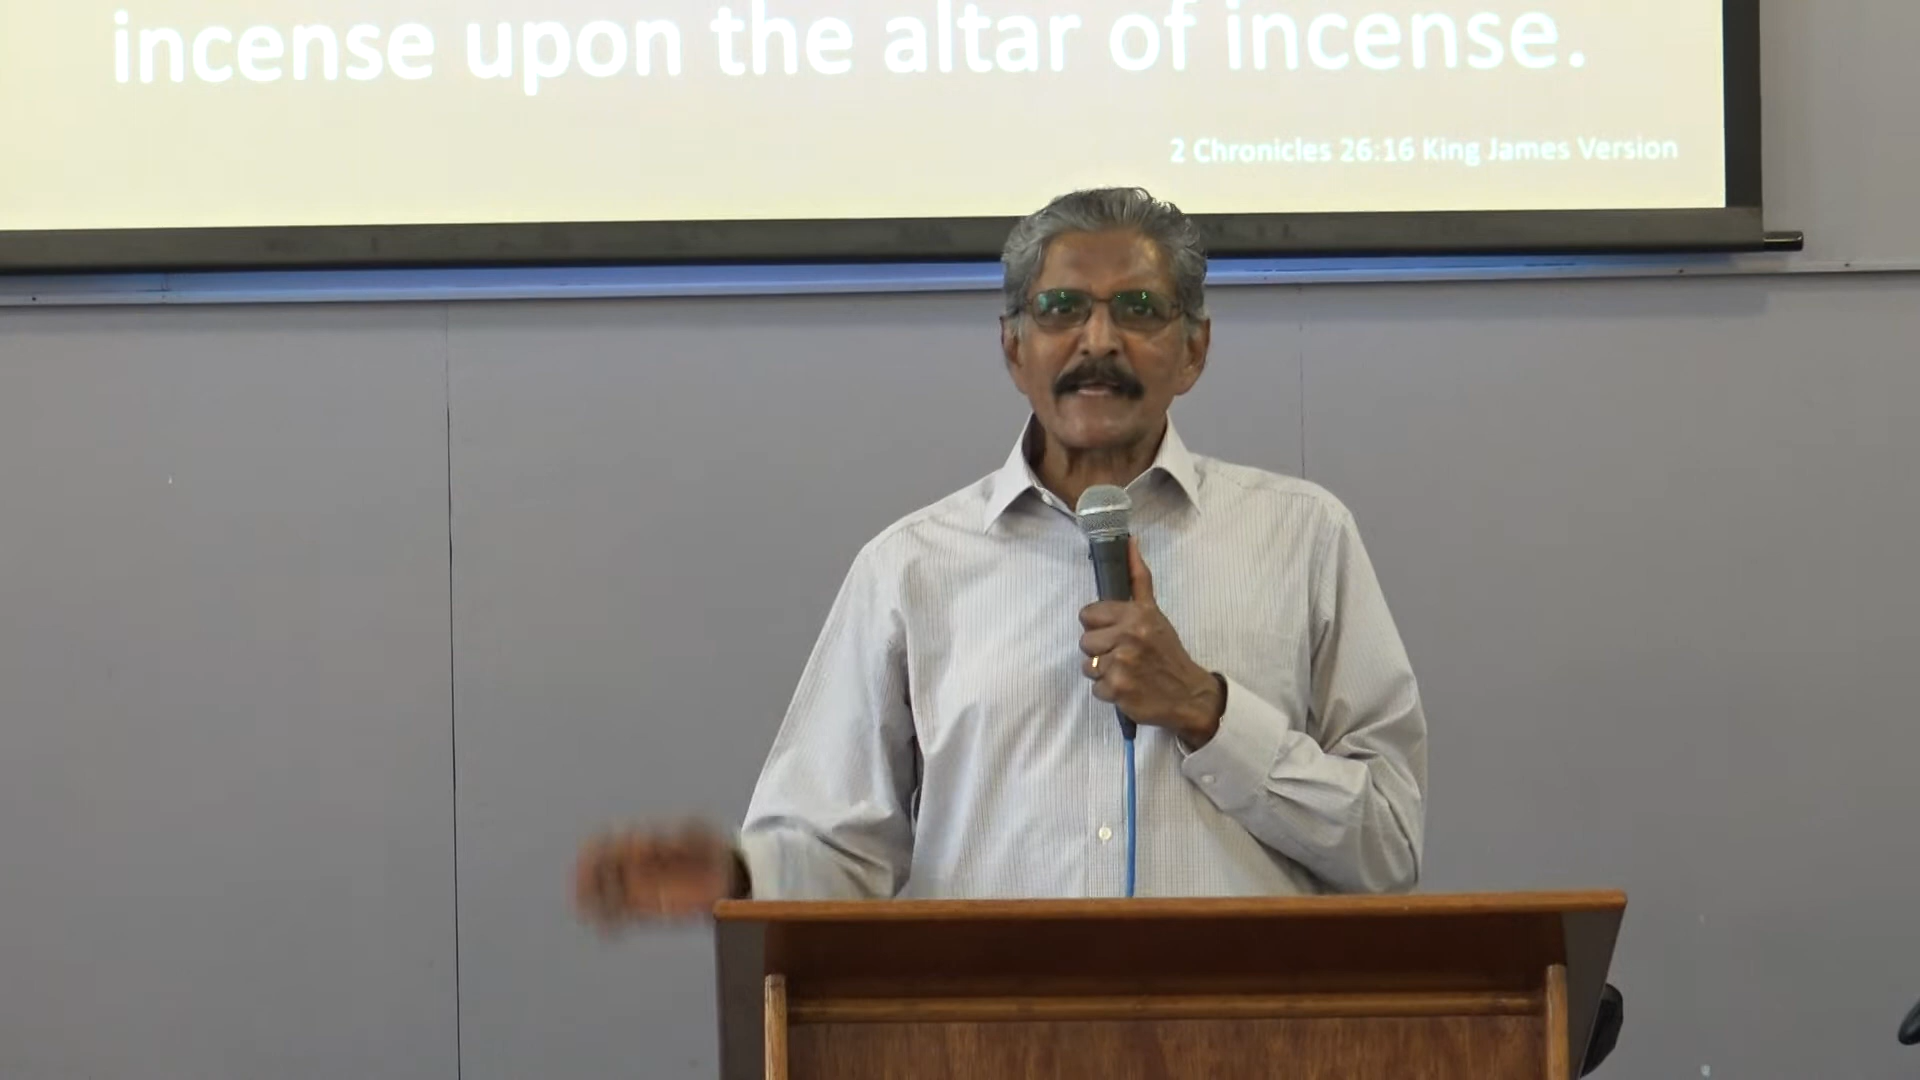 incense upon the altar of incense.
2 Chronicles 26:16 King James Version